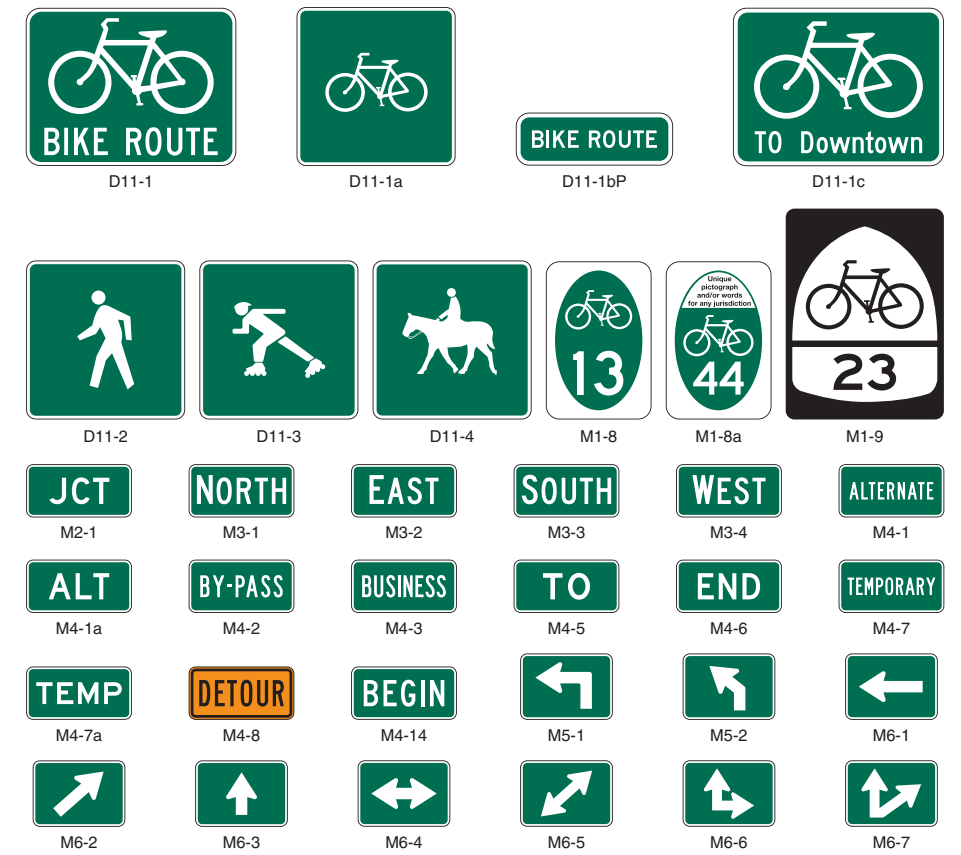 BIKE ROUTE
BIKE ROUTE
TO Downtown
D11-1
D11-1a
D11-1bP
D11-1c
13
Unique
pictograph
and/or words
for any jurisdiction
44
23
D11-2
D11-3
D11-4
M1-8
M1-8a
M1-9
JCT
NORTH
EAST
SOUTH
WEST
ALTERNATE
M2-1
M3-1
M3-2
M3-3
M3-4
M4-1
ALT
BY-PASS
BUSINESS
TO
END
TEMPORARY
M4-1a
M4-2
M4-3
M4-5
M4-6
M4-7
TEMP
DETOUR
BEGIN
M4-7a
M4-8
M4-14
M5-1
M5-2
M6-1
M6-2
M6-3
M6-4
M6-5
M6-6
M6-7